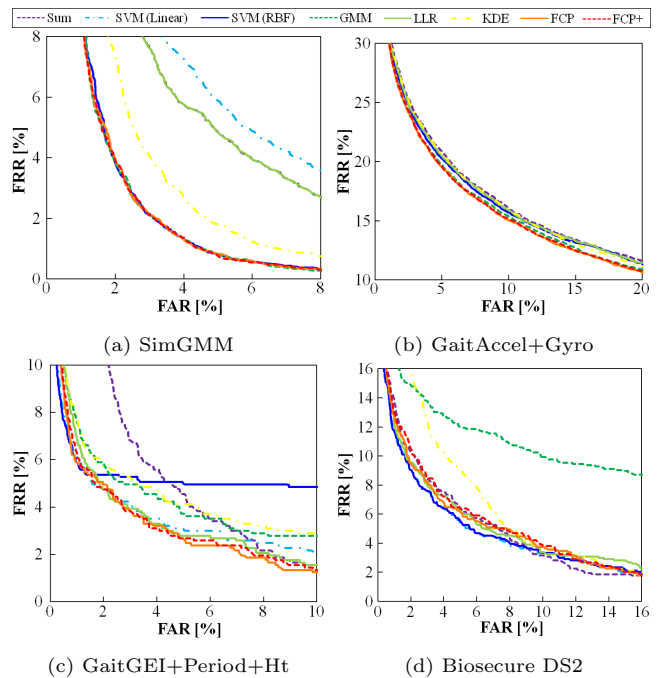 Sum SVM (Linear) SVM (RBF) GMM LLR KDE FCP FCP+
8
6
4
2
0
FRR [%]
2 4 6 8
FAR [%]
(a) SimGMM
30
25
20
15
10
FRR [%]
0 5 10 15 20
FAR [%]
(b) GaitAccel+Gyro
10
8
6
4
2
0
FRR [%]
0 2 4 6 8 10
FAR [%]
(c) GaitGEI+Period+Ht
16
14
12
10
8
6
4
2
0
FRR [%]
0 2 4 6 8 10 12 14 16
FAR [%]
(d) Biosecure DS2